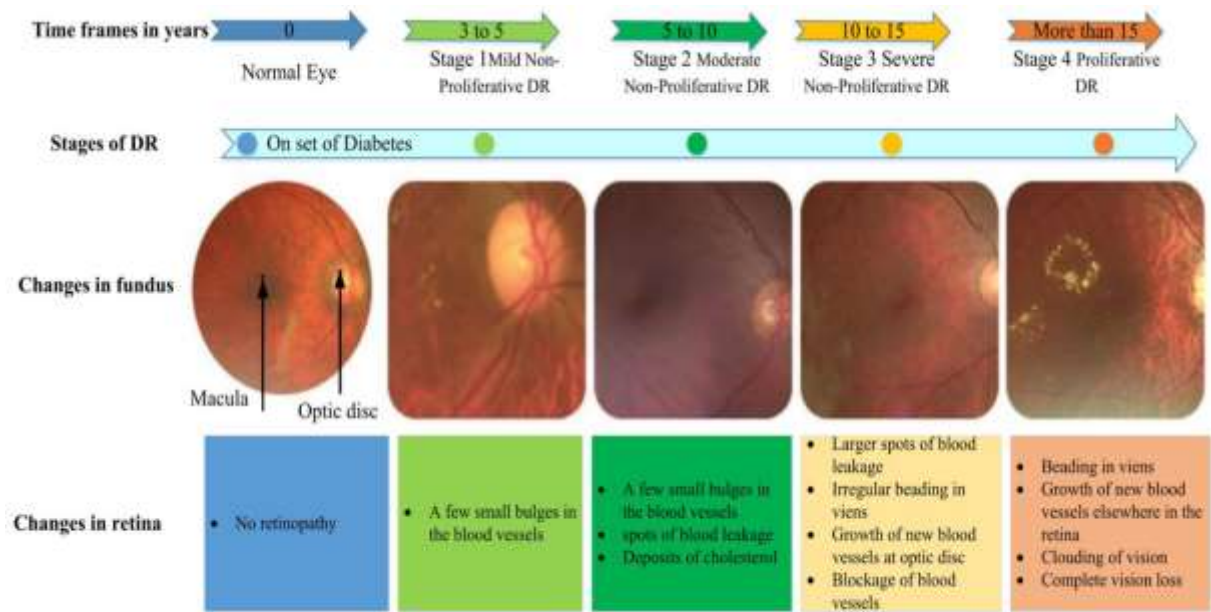 Time frames in years
0
3 to 5
5 to 10
10 to 15
More than 15
Normal Eye
Stage 1Mild Non-
Proliferative DR
Stage 2 Moderate
Non-Proliferative DR
Stage 3 Severe
Non-Proliferative DR
Stage 4 Proliferative
DR
Stages of DR
On set of Diabetes
Changes in fundus
Macula
Optic disc
Changes in retina
• No retinopathy
• A few small bulges in
the blood vessels
• A few small bulges in
the blood vessels
• spots of blood leakage
• Deposits of cholesterol
• Larger spots of blood
leakage
• Irregular beading in
viens
• Growth of new blood
vessels at optic disc
• Blockage of blood
vessels
• Beading in viens
• Growth of new blood
vessels elsewhere in the
retina
• Clouding of vision
• Complete vision loss